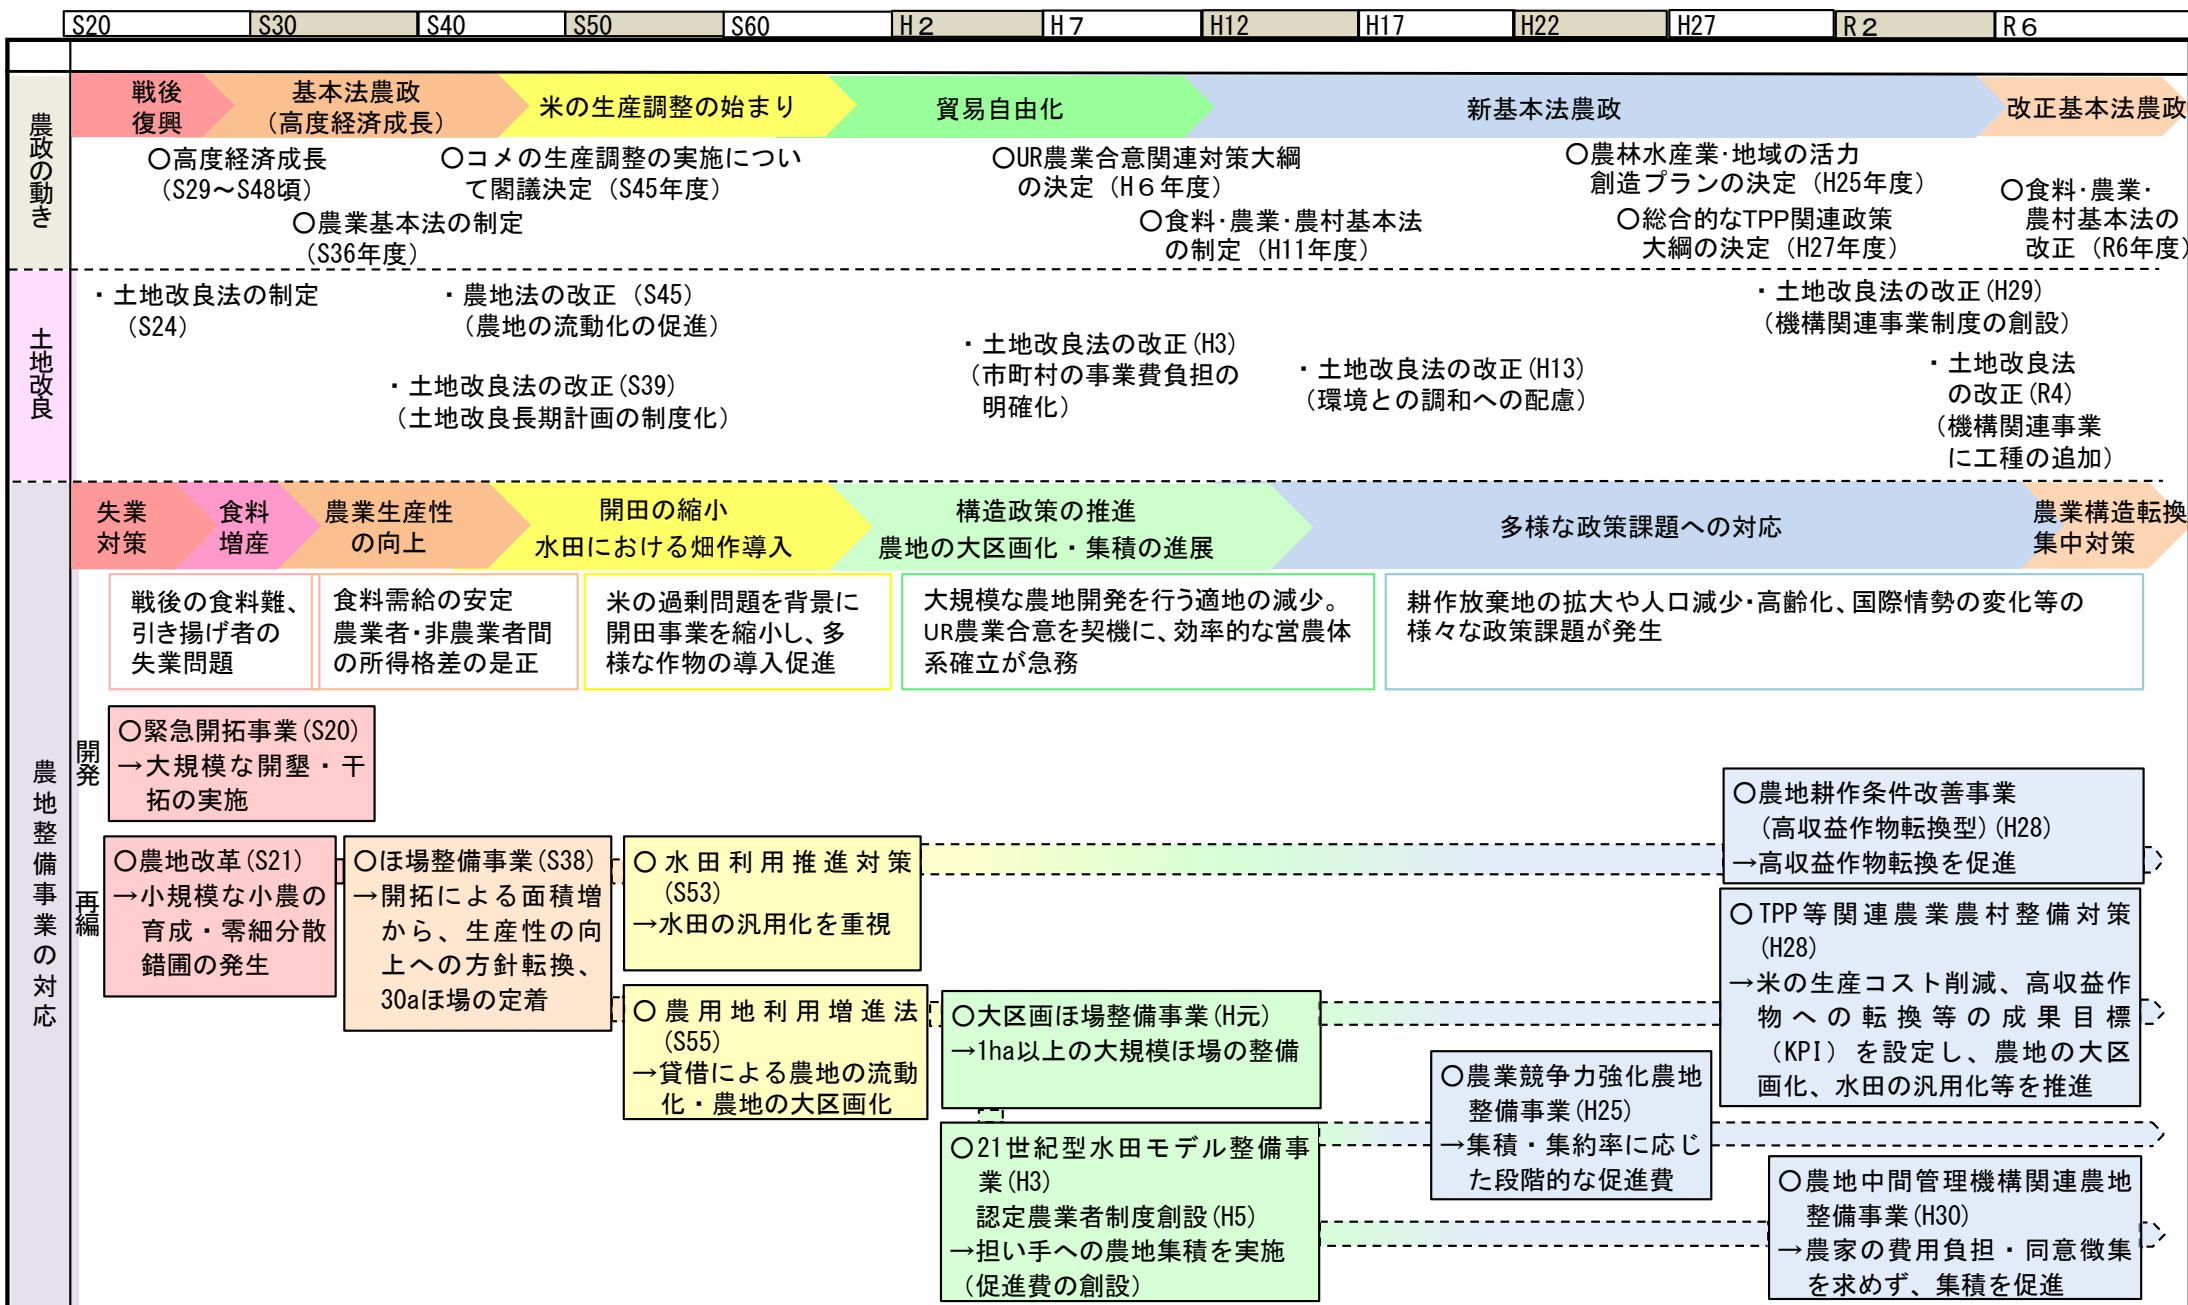 S20 S30 S40 S50 S60 H２ H７ H12 H17 H22 H27 R２ R６
農政の動き
戦後
復興
基本法農政
（高度経済成長）
米の生産調整の始まり
貿易自由化
新基本法農政
改正基本法農政
○高度経済成長
（S29～S48頃）
○農業基本法の制定
（S36年度）
○コメの生産調整の実施につい
て閣議決定（S45年度）
○UR農業合意関連対策大綱
の決定（H６年度）
○食料･農業･農村基本法
の制定（H11年度）
○農林水産業･地域の活力
創造プランの決定（H25年度）
○総合的なTPP関連政策
大綱の決定（H27年度）
○食料･農業･
農村基本法の
改正（R6年度）
土地改良
・土地改良法の制定
（S24）
・農地法の改正（S45）
（農地の流動化の促進）
・土地改良法の改正(S39)
（土地改良長期計画の制度化）
・土地改良法の改正(H3)
（市町村の事業費負担の
明確化）
・土地改良法の改正(H13)
（環境との調和への配慮）
・土地改良法の改正(H29)
（機構関連事業制度の創設）
・土地改良法
の改正(R4)
（機構関連事業
に工種の追加）
農地整備事業の対応
失業
対策
食料
増産
農業生産性
の向上
開田の縮小
水田における畑作導入
構造政策の推進
農地の大区画化・集積の進展
多様な政策課題への対応
農業構造転換
集中対策
戦後の食料難、
引き揚げ者の
失業問題
食料需給の安定
農業者･非農業者間
の所得格差の是正
米の過剰問題を背景に
開田事業を縮小し、多
様な作物の導入促進
大規模な農地開発を行う適地の減少。
UR農業合意を契機に、効率的な営農体
系確立が急務
耕作放棄地の拡大や人口減少･高齢化、国際情勢の変化等の
様々な政策課題が発生
開発
○緊急開拓事業(S20)
→大規模な開墾・干
拓の実施
再編
○農地改革(S21)
→小規模な小農の
育成・零細分散
錯圃の発生
○ほ場整備事業(S38)
→開拓による面積増
から、生産性の向
上への方針転換、
30aほ場の定着
○水田利用推進対策
(S53)
→水田の汎用化を重視
○農用地利用増進法
(S55)
→貸借による農地の流動
化・農地の大区画化
○大区画ほ場整備事業(H元)
→1ha以上の大規模ほ場の整備
○21世紀型水田モデル整備事
業(H3)
認定農業者制度創設(H5)
→担い手への農地集積を実施
（促進費の創設）
○農業競争力強化農地
整備事業(H25)
→集積・集約率に応じ
た段階的な促進費
○農地耕作条件改善事業
(高収益作物転換型)(H28)
→高収益作物転換を促進
○TPP等関連農業農村整備対策
(H28)
→米の生産コスト削減、高収益作
物への転換等の成果目標
（KPI）を設定し、農地の大区
画化、水田の汎用化等を推進
○農地中間管理機構関連農地
整備事業(H30)
→農家の費用負担・同意徴集
を求めず、集積を促進